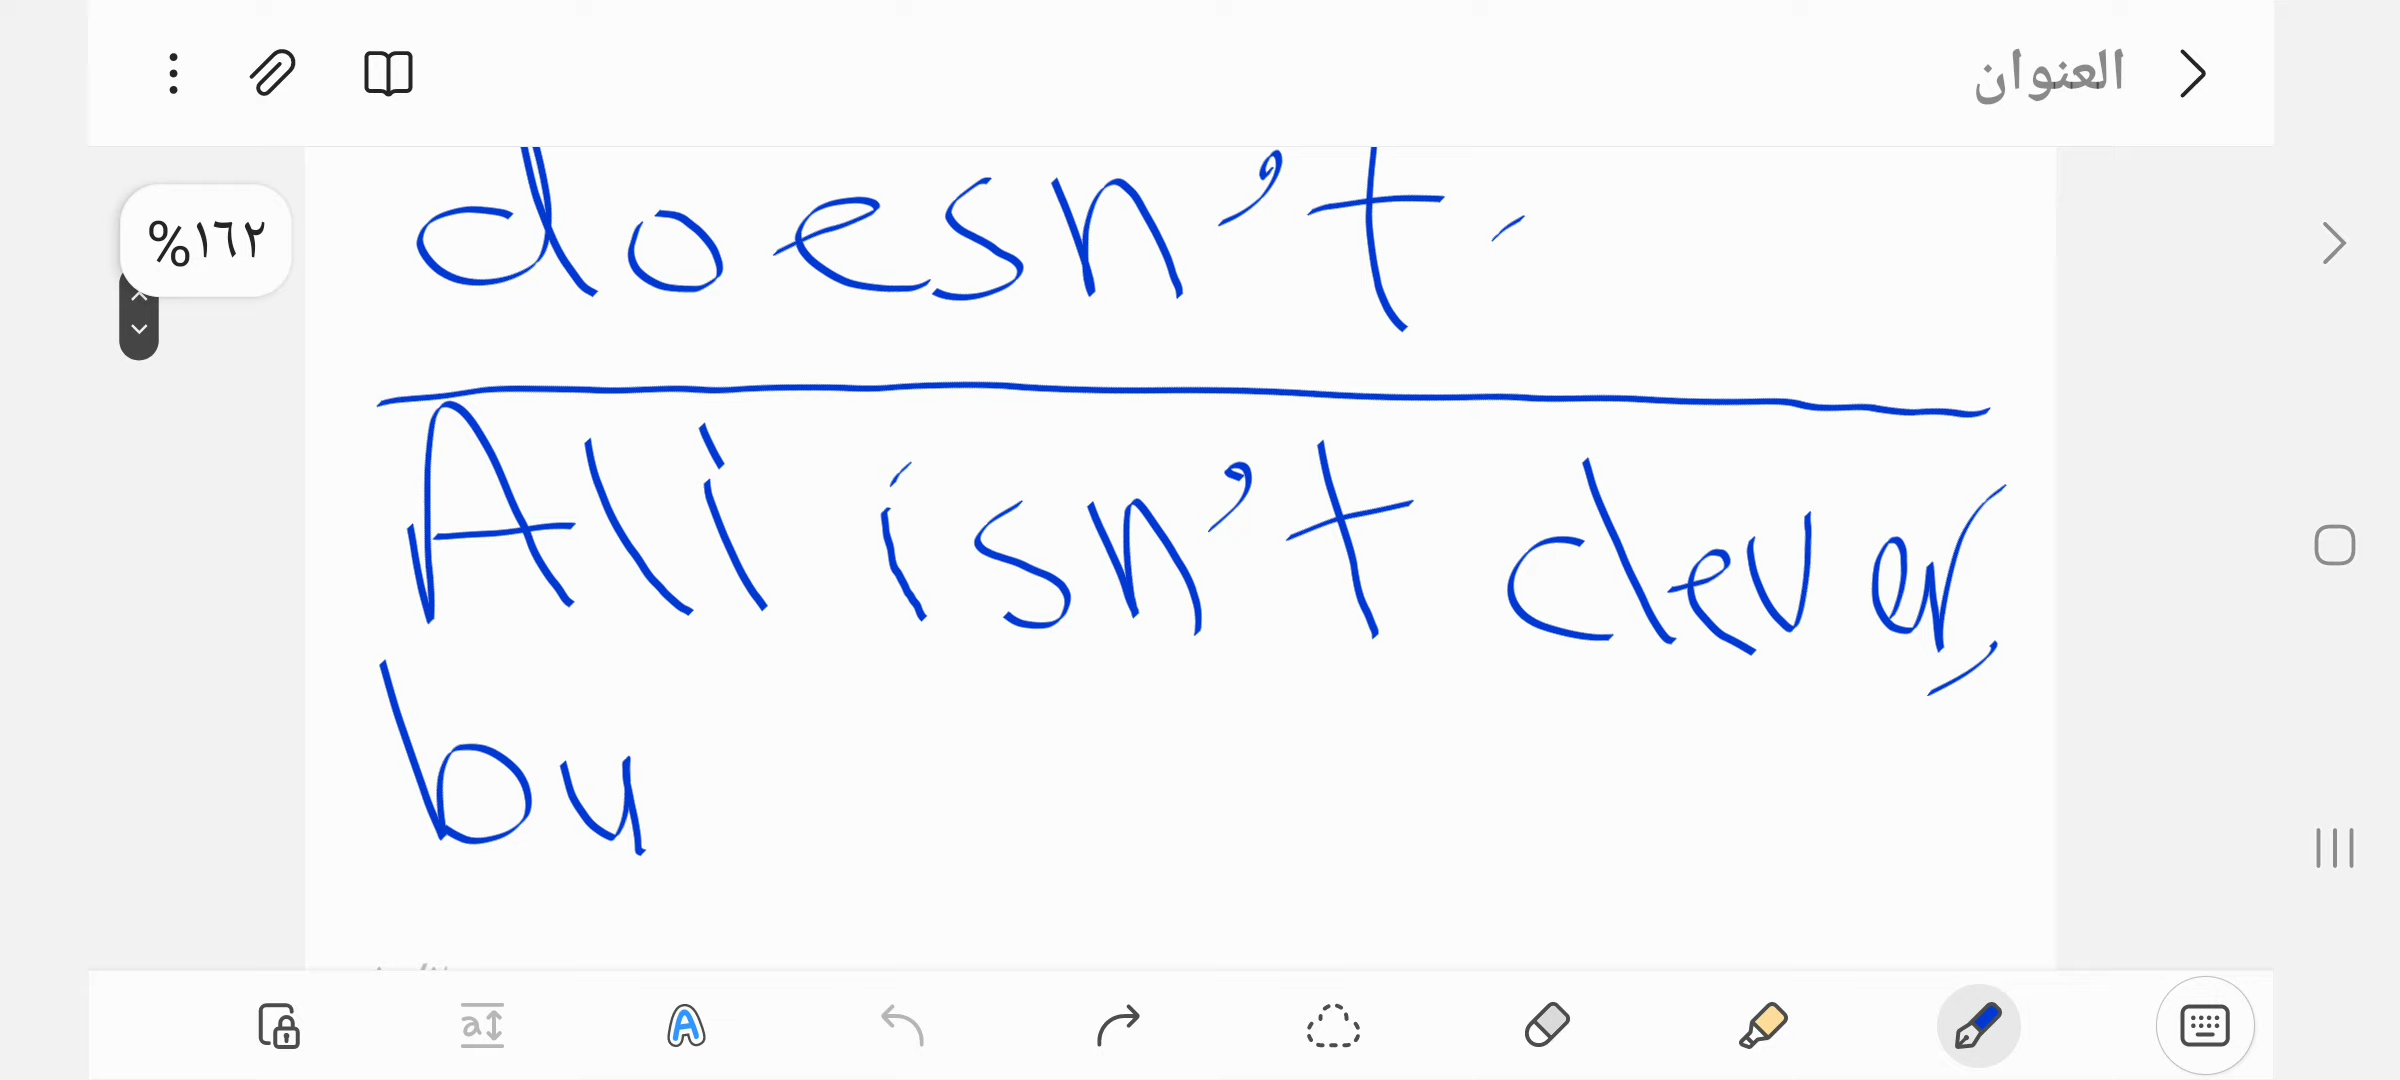 العنوان
%١٦٢
doesn't.
Ali isn't clever,
bu